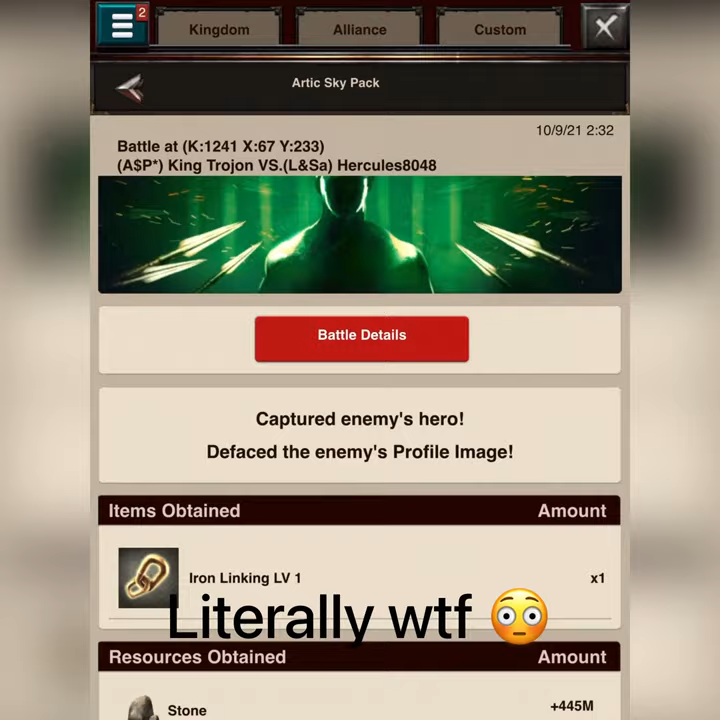 2
Kingdom Alliance Custom
Artic Sky Pack
10/9/21 2:32
Battle at (K:1241 X:67 Y:233)
(A$P*) King Trojon VS.(L&Sa) Hercules8048
Battle Details
Captured enemy's hero!
Defaced the enemy's Profile Image!
Items Obtained Amount
Iron Linking LV 1 x1
Literally wtf 😳
Resources Obtained Amount
Stone +445M